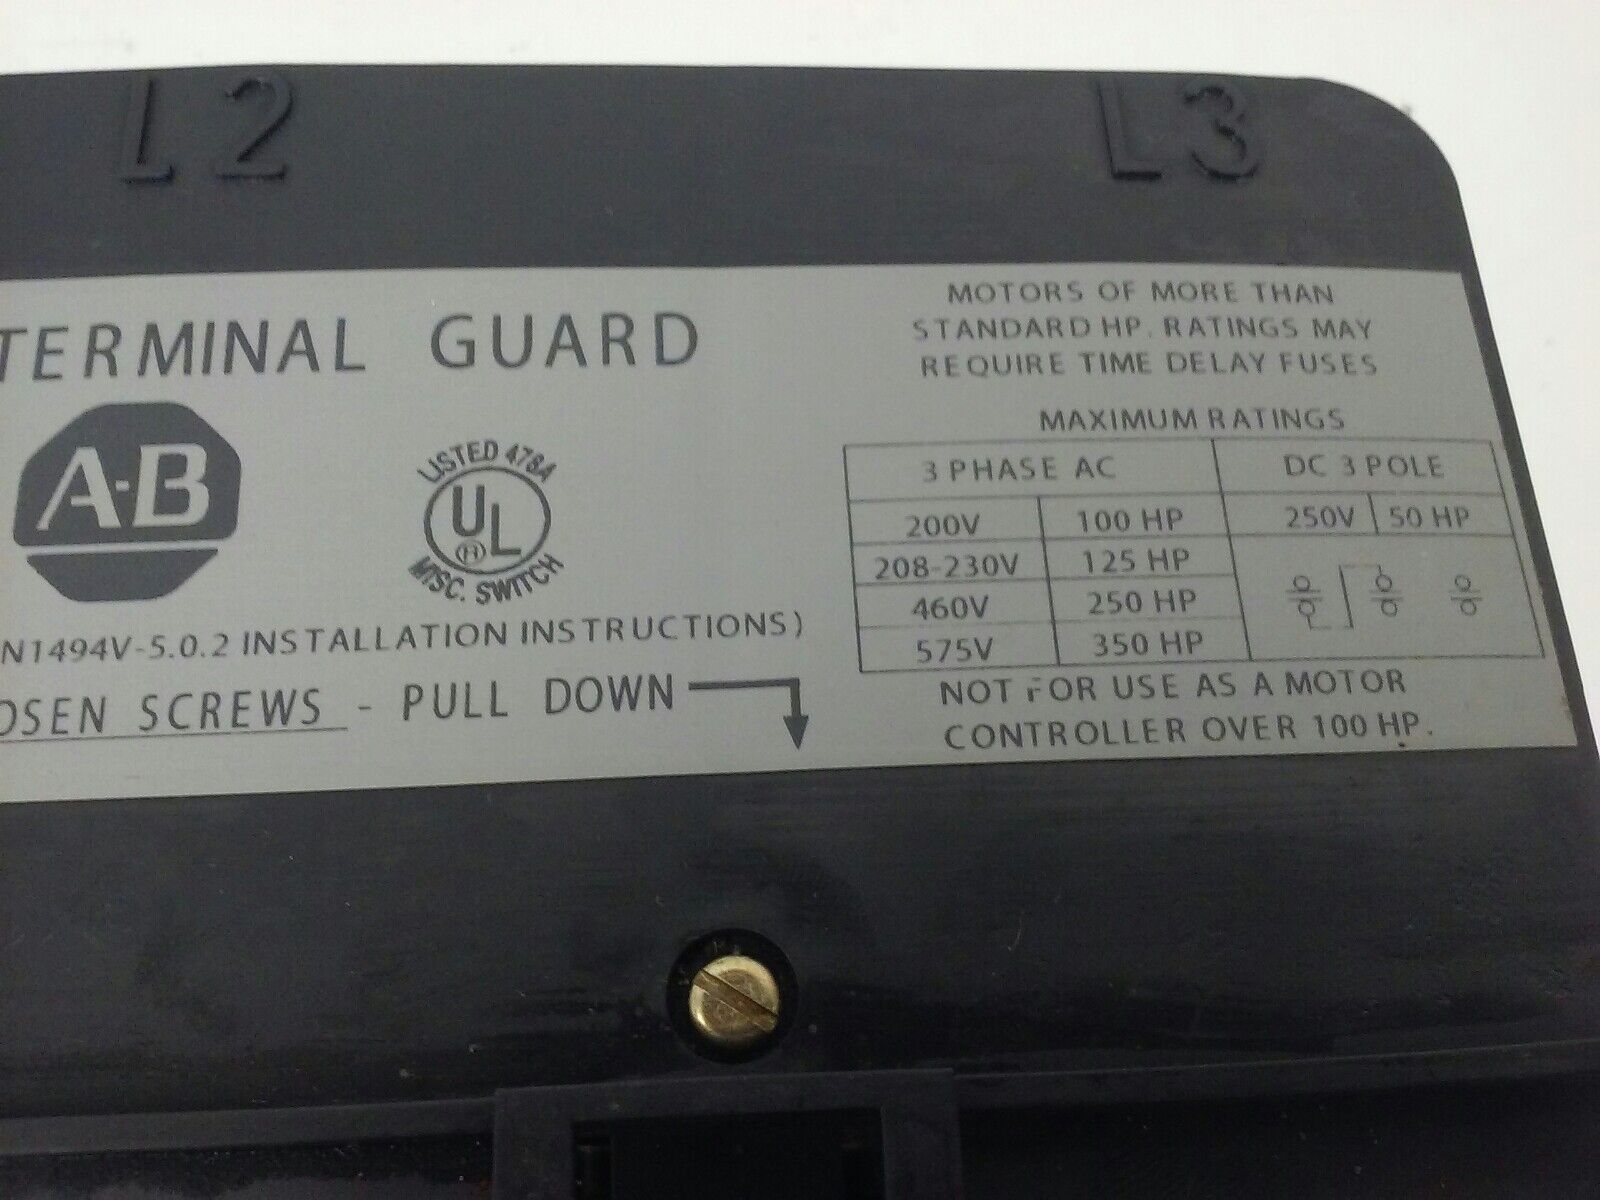 L2
L3
TERMINAL GUARD
A-B
LISTED 478A
UL
MISC. SWITCH
N1494V-5.0.2 INSTALLATION INSTRUCTIONS)
OSEN SCREWS - PULL DOWN
MOTORS OF MORE THAN
STANDARD HP. RATINGS MAY
REQUIRE TIME DELAY FUSES
MAXIMUM RATINGS
3 PHASE AC DC 3 POLE
200V 100 HP 250V 50 HP
208-230V 125 HP
460V 250 HP
575V 350 HP
NOT FOR USE AS A MOTOR
CONTROLLER OVER 100 HP.